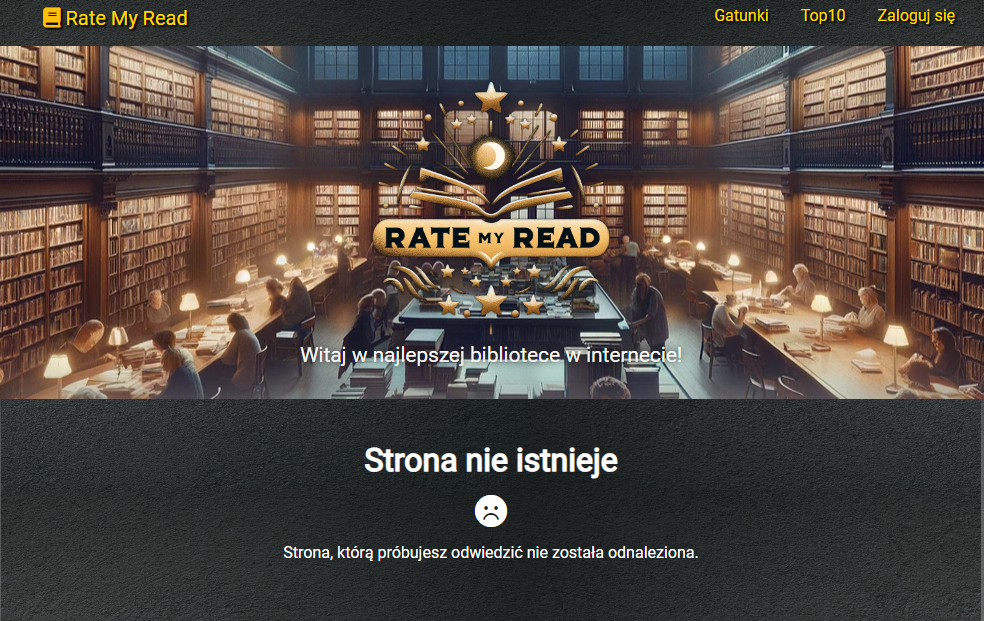 Rate My Read
Gatunki
Top10
Zaloguj się
RATE MY READ
Witaj w najlepszej bibliotece w internecie!
Strona nie istnieje
Strona, którą próbujesz odwiedzić nie została odnaleziona.